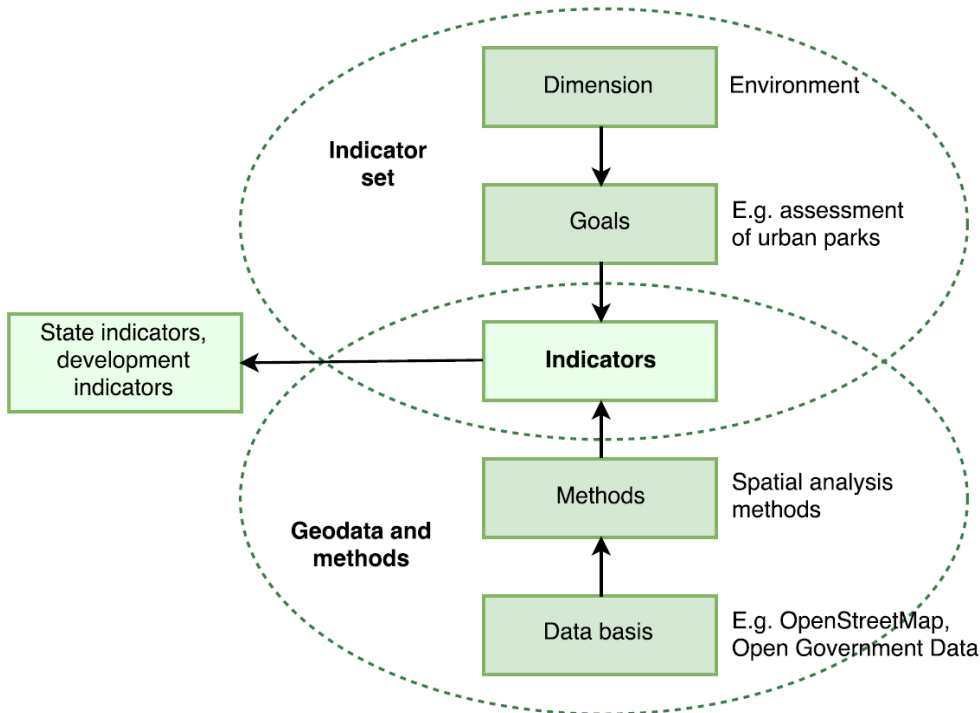 Dimension
Environment
Indicator
set
Goals
E.g. assessment
of urban parks
State indicators,
development
indicators
Indicators
Methods
Spatial analysis
methods
Geodata and
methods
Data basis
E.g. OpenStreetMap,
Open Government Data